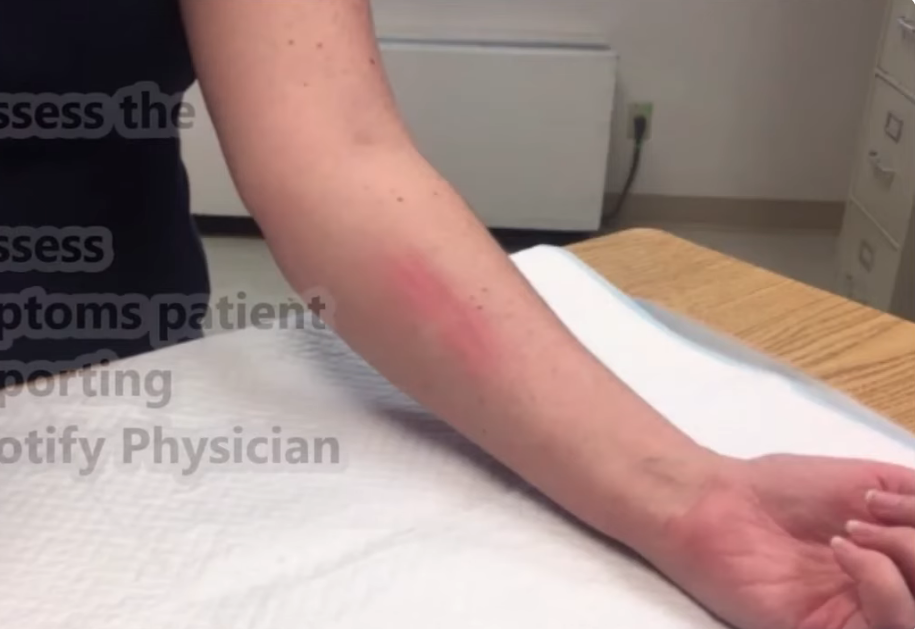 ssess the
ssess
ptoms patient
porting
otify Physician